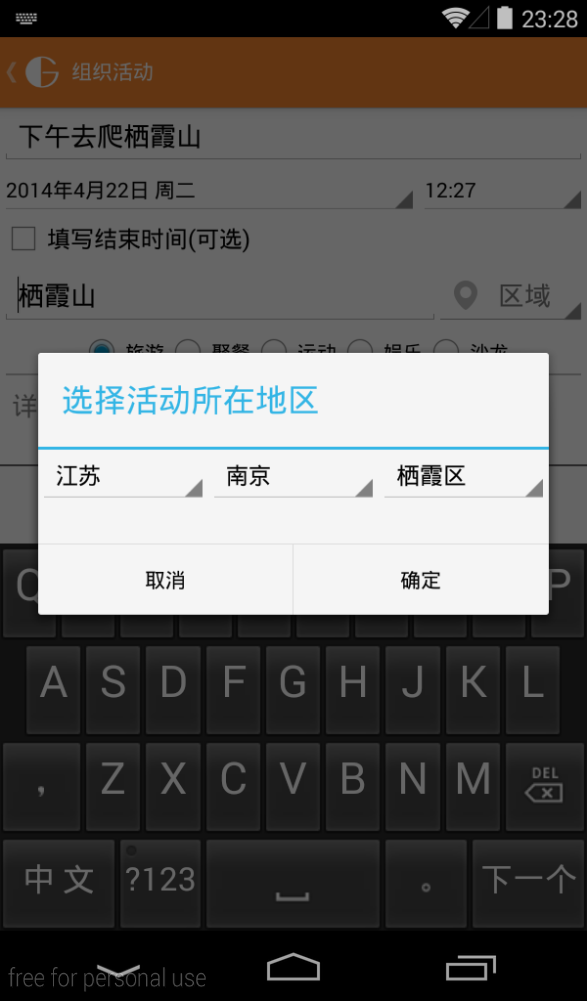 23:28
组织活动
下午去爬栖霞山
2014年4月22日 周二 12:27
填写结束时间(可选)
栖霞山 区域
旅游 聚餐 运动 娱乐 沙龙
详
选择活动所在地区
江苏 南京 栖霞区
取消 确定
Q P
A S D F G H J K L
， Z X C V B N M DEL
中文 ?123 。 下一个
free for personal use